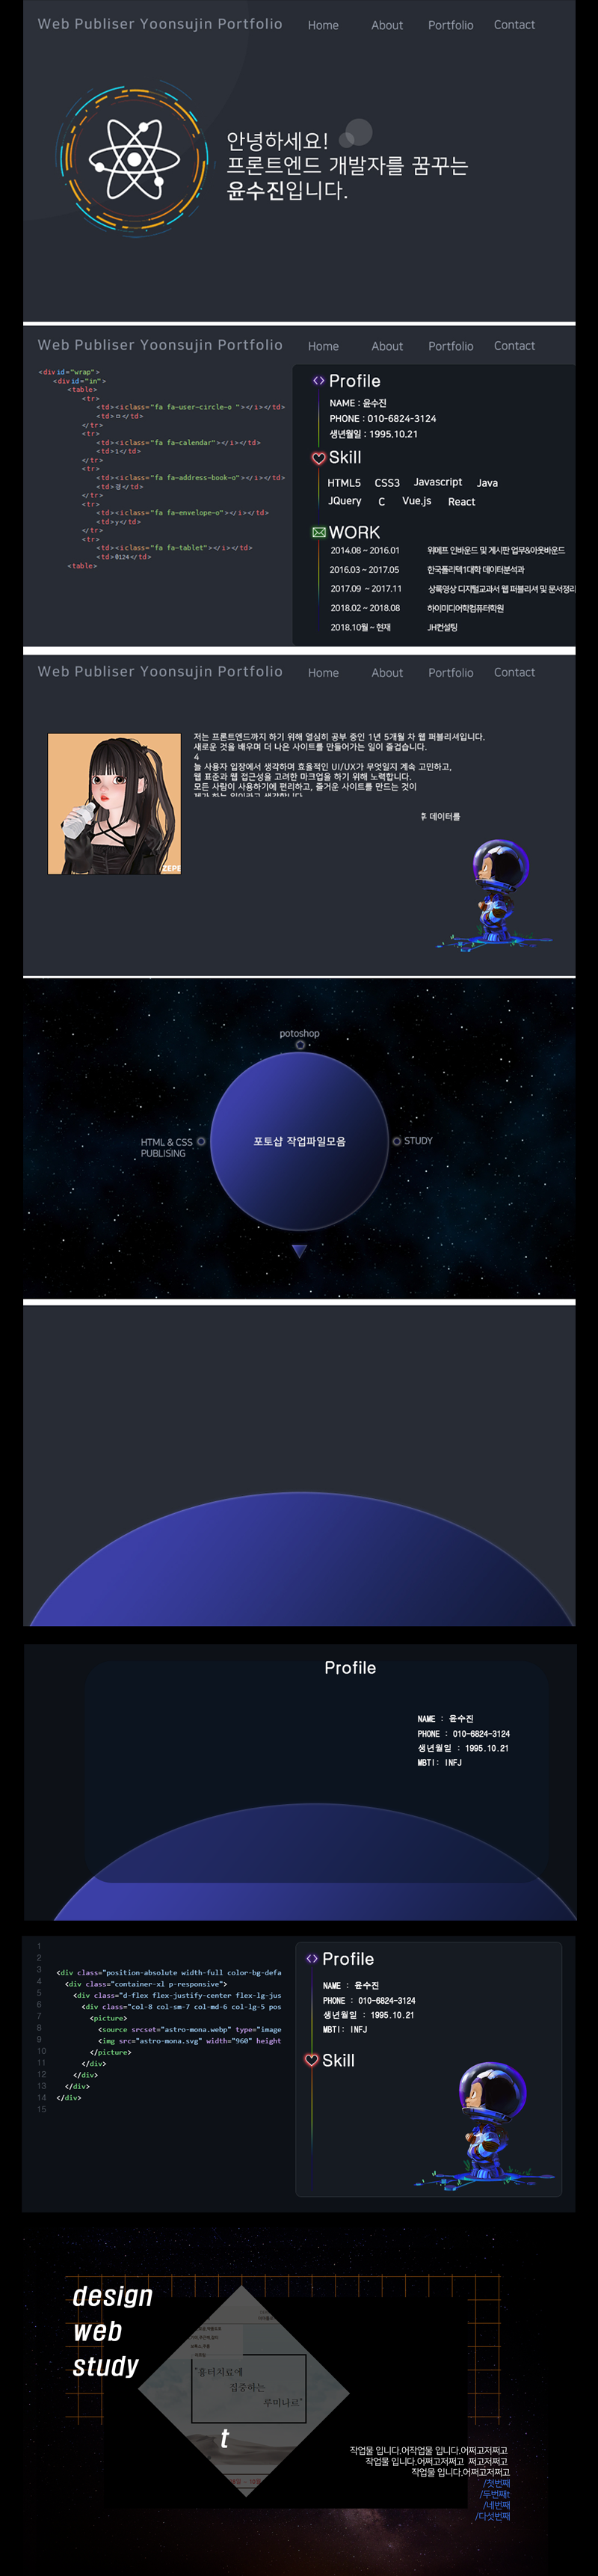 Web Publiser Yoonsujin Portfolio
Home
About
Portfolio
Contact
안녕하세요!
프론트엔드 개발자를 꿈꾸는
윤수진입니다.
Web Publiser Yoonsujin Portfolio
Home
About
Portfolio
Contact
<div id="wrap">
<div id="in">
<table>
<tr>
<td><iclass="fa fa-user-circle-o "></i></td>
<td>ㅁ</td>
</tr>
<tr>
<td><iclass="fa fa-calendar"></i></td>
<td>1</td>
</tr>
<tr>
<td><iclass="fa fa-address-book-o"></i></td>
<td>경</td>
</tr>
<tr>
<td><iclass="fa fa-envelope-o"></i></td>
<td>y</td>
</tr>
<tr>
<td><iclass="fa fa-tablet"></i></td>
<td>0124</td>
<table>
Profile
NAME : 윤수진
PHONE : 010-6824-3124
생년월일 : 1995.10.21
Skill
HTML5 CSS3 Javascript Java
JQuery C Vue.js React
WORK
2014.08 ~ 2016.01 위메프 인바운드 및 게시판 업무&아웃바운드
2016.03 ~ 2017.05 한국폴리텍1대학 데이터분석과
2017.09 ~ 2017.11 상록영상 디지털교과서 웹 퍼블리셔 및 문서정리
2018.02 ~ 2018.08 하이미디어학컴퓨터학원
2018.10월 ~ 현재 JH컨설팅
Web Publiser Yoonsujin Portfolio
Home
About
Portfolio
Contact
저는 프론트엔드까지 하기 위해 열심히 공부 중인 1년 5개월 차 웹 퍼블리셔입니다.
새로운 것을 배우며 더 나은 사이트를 만들어가는 일이 즐겁습니다.
4
늘 사용자 입장에서 생각하며 효율적인 UI/UX가 무엇일지 계속 고민하고,
웹 표준과 웹 접근성을 고려한 마크업을 하기 위해 노력합니다.
모든 사람이 사용하기에 편리하고, 즐거운 사이트를 만드는 것이
데이터를
ZEPE
potoshop
HTML & CSS
PUBLISING
포토샵 작업파일모음
STUDY
Profile
NAME : 윤수진
PHONE : 010-6824-3124
생년월일 : 1995.10.21
MBTI: INFJ
1
2
3 <div class="position-absolute width-full color-bg-defa
4 <div class="container-xl p-responsive">
5 <div class="d-flex flex-justify-center flex-lg-jus
6 <div class="col-8 col-sm-7 col-md-6 col-lg-5 pos
7 <picture>
8 <source srcset="astro-mona.webp" type="image
9 <img src="astro-mona.svg" width="960" height
10 </picture>
11 </div>
12 </div>
13 </div>
14 </div>
15
Profile
NAME : 윤수진
PHONE : 010-6824-3124
생년월일 : 1995.10.21
MBTI: INFJ
Skill
design
web
study
"흉터치료에
집중하는
루미나르"
t
작업물 입니다.어작업물 입니다.어쩌고저쩌고
작업물 입니다.어쩌고저쩌고 쩌고저쩌고
작업물 입니다.어쩌고저쩌고
/첫번째
/두번째t
/네번째
/다섯번째